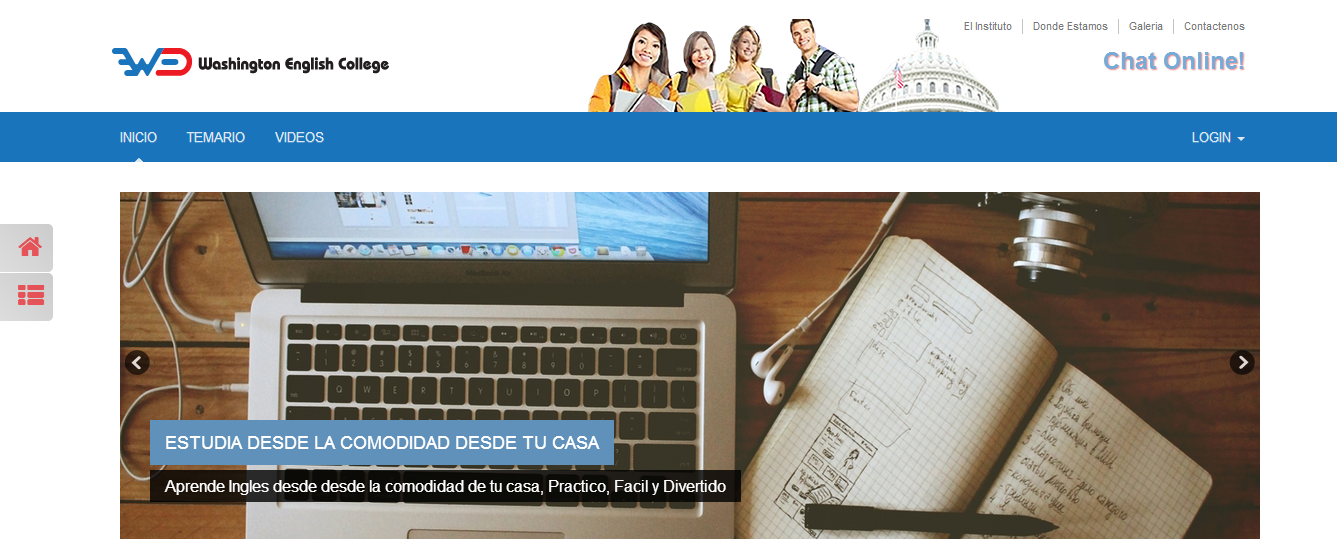 El Instituto
Donde Estamos
Galeria
Contactenos
Washington English College
Chat Online!
INICIO
TEMARIO
VIDEOS
LOGIN
ESTUDIA DESDE LA COMODIDAD DESDE TU CASA
Aprende Ingles desde desde la comodidad de tu casa, Practico, Facil y Divertido
Q W E R T Y U I O P